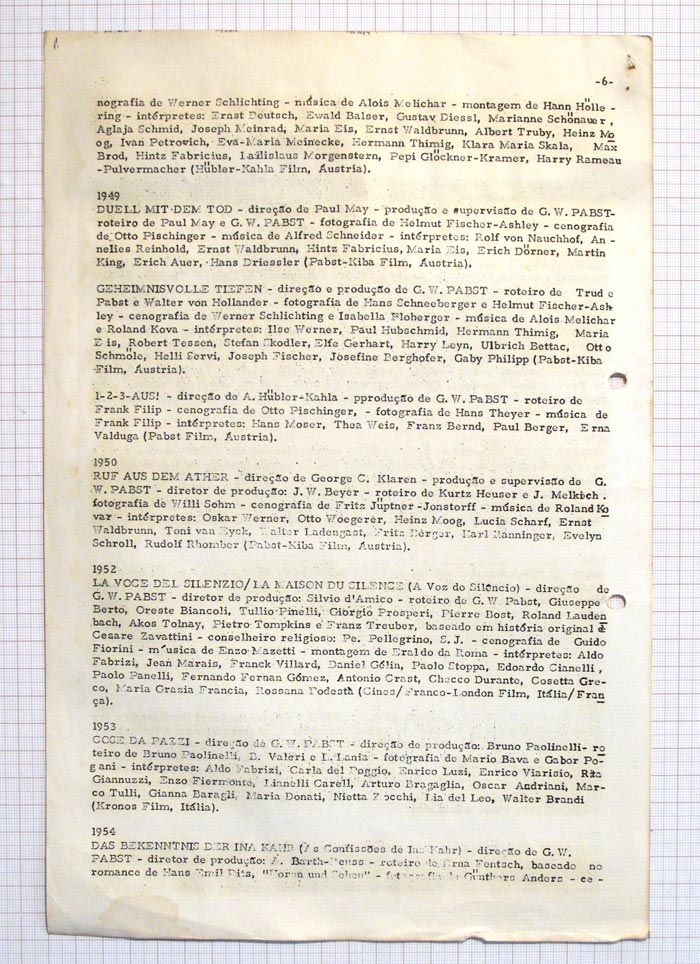 -6-
nografia de Werner Schlichting - música de Alois Melichar - montagem de Hann Hölle -
ring - intérpretes: Ernst Deutsch, Ewald Balser, Gustav Diessl, Marianne Schönauer,
Aglaja Schmid, Joseph Meinrad, Maria Eis, Ernst Waldbrunn, Albert Truby, Heinz Mo
og, Ivan Petrovich, Eva-Maria Meinecke, Hermann Thimig, Klara Maria Skala, Max
Brod, Hintz Fabricius, Ladislaus Morgenstern, Pepi Glöckner-Kramer, Harry Rameau
-Pulvermacher (Hübler-Kahla Film, Áustria).
1949
DUELL MIT DEM TOD - direção de Paul May - produção e supervisão de G. W. PABST-
roteiro de Paul May e G. W. PABST - fotografia de Helmut Fischer-Ashley - cenografia
de Otto Pischinger - música de Alfred Schneider - intérpretes: Rolf von Nauchhof, An -
nelies Reinhold, Ernst Waldbrunn, Hintz Fabricius, Maria Eis, Erich Dörner, Martin
King, Erich Auer, Hans Driessler (Pabst-Kiba Film, Áustria).
GEHEIMNISVOLLE TIEFEN - direção e produção de G. W. PABST - roteiro de Trud e
Pabst e Walter von Hollander - fotografia de Hans Schneeberger e Helmut Fischer-Ash
ley - cenografia de Werner Schlichting e Isabella Ploberger - música de Alois Melichar
e Roland Kova - intérpretes: Ilse Werner, Paul Hubschmid, Hermann Thimig, Maria
Eis, Robert Tessen, Stefan Skodler, Elfe Gerhart, Harry Leyn, Ulbrich Bettac, Otto
Schmöle, Helli Servi, Joseph Fischer, Josefine Berghofer, Gaby Philipp (Pabst-Kiba
Film, Áustria).
1-2-3-AUS! - direção de A. Hübler-Kahla - pprodução de G. W. PaBST - roteiro de
Frank Filip - cenografia de Otto Pischinger, - fotografia de Hans Theyer - música de
Frank Filip - intérpretes: Hans Moser, Thea Weis, Franz Bernd, Paul Berger, Erna
Valduga (Pabst Film, Áustria).
1950
RUF AUS DEM ATHER - direção de George C. Klaren - produção e supervisão de G.
W. PABST - diretor de produção: J. W. Beyer - roteiro de Kurtz Heuser e J. Melkich.
fotografia de Willi Sohm - cenografia de Fritz Jüptner-Jonstorff - música de Roland Ko
var - intérpretes: Oskar Werner, Otto Woegerer, Heinz Moog, Lucia Scharf, Ernst
Waldbrunn, Toni van Eyck, Walter Ladengast, Fritz Berger, Karl Ranninger, Evelyn
Schroll, Rudolf Rhomber (Pabst-Kiba Film, Áustria).
1952
LA VOCE DEL SILENZIO/LA MAISON DU SILENCE (A Voz do Silêncio) - direção de
G. W. PABST - diretor de produção: Silvio d'Amico - roteiro de G. W. Pabst, Giuseppe
Berto, Oreste Biancoli, Tullio Pinelli, Giorgio Prosperi, Pierre Bost, Roland Lauden
bach, Akos Tolnay, Pietro Tompkins e Franz Treuber, baseado em história original de
Cesare Zavattini - conselheiro religioso: Pe. Pellegrino, S. J. - cenografia de Guido
Fiorini - música de Enzo Mazetti - montagem de Eraldo da Roma - intérpretes: Aldo
Fabrizi, Jean Marais, Franck Villard, Daniel Gélin, Paolo Stoppa, Edoardo Cianelli,
Paolo Panelli, Fernando Fernan Gómez, Antonio Crast, Checco Durante, Cosetta Gre-
co, Maria Grazia Francia, Rossana Podestà (Cines/Franco-London Film, Itália/Fran
ça).
1953
COSE DA PAZZI - direção de G. W. PABST - direção de produção: Bruno Paolinelli- ro
teiro de Bruno Paolinelli, D. Valeri e L. Lania - fotografia de Mario Bava e Gabor Po-
gani - intérpretes: Aldo Fabrizi, Carla del Poggio, Enrico Luzi, Enrico Viarisio, Rita
Giannuzzi, Enzo Fiermonte, Lianelli Carell, Arturo Bragaglia, Oscar Andriani, Mar-
co Tulli, Gianna Baragli, Maria Donati, Nietta Zocchi, Lia del Leo, Walter Brandi
(Kronos Film, Itália).
1954
DAS BEKENNTNIS DER INA KAHR (As Confissões de Ina Kahr) - direção de G. W.
PABST - diretor de produção: A. Barth-Heuss - roteiro de Erna Fentsch, baseado no
romance de Hans Emil Dits, "Horen und Sehen" - fotografia de Günthers Anders - ce -